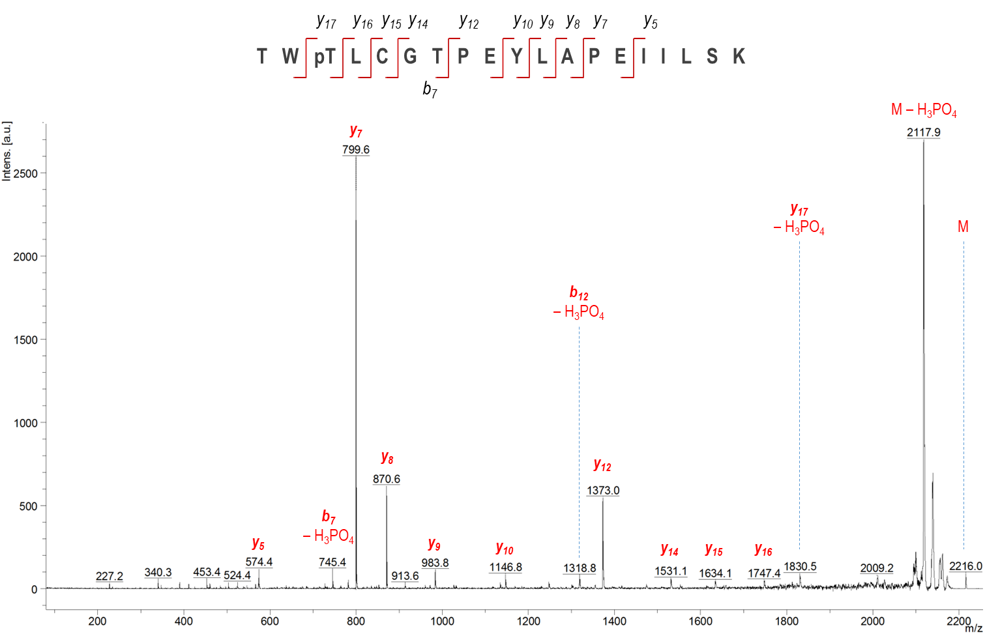 y17 y16 y15 y14 y12 y10 y9 y8 y7 y5
T W pT L C G T P E Y L A P E I I L S K
b7
M – H3PO4
2117.9
y7
799.6
y17
– H3PO4
M
b12
– H3PO4
y8
870.6
y12
1373.0
b7
– H3PO4
745.4
y5
574.4
y9
983.8
y10
1146.8
y14
1531.1
y15
1634.1
y16
1747.4
227.2
340.3
453.4
524.4
913.6
1318.8
1830.5
2009.2
2216.0
Intens. [a.u.]
2500
2000
1500
1000
500
0
200 400 600 800 1000 1200 1400 1600 1800 2000 2200
m/z